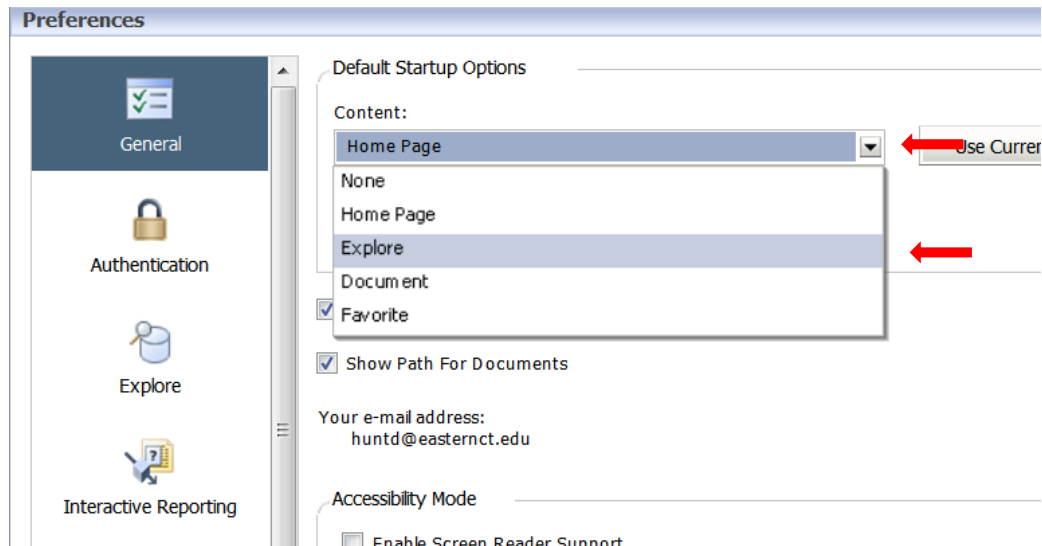 Preferences
General
Authentication
Explore
Interactive Reporting
Default Startup Options
Content:
Home Page
Use Curren
None
Home Page
Explore
Document
Favorite
Show Path For Documents
Your e-mail address:
huntd@easternct.edu
Accessibility Mode
Enable Screen Reader Support